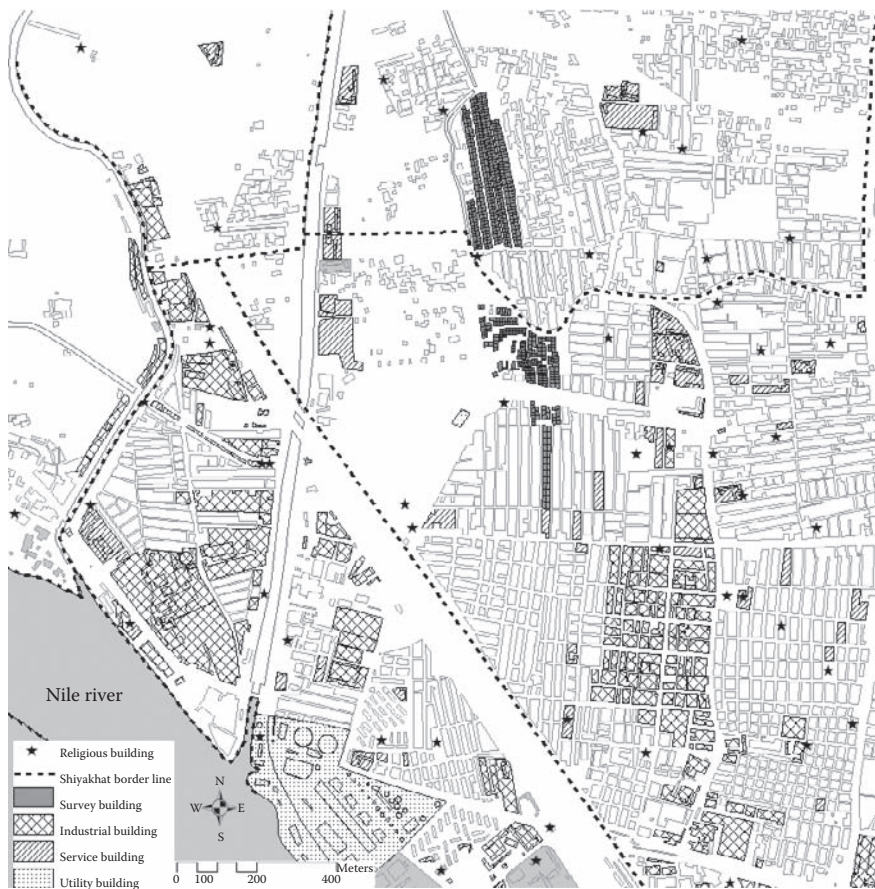 Nile river
Religious building
Shiyakhat border line
Survey building
Industrial building
Service building
Utility building
N
W E
S
Meters
0 100 200 400